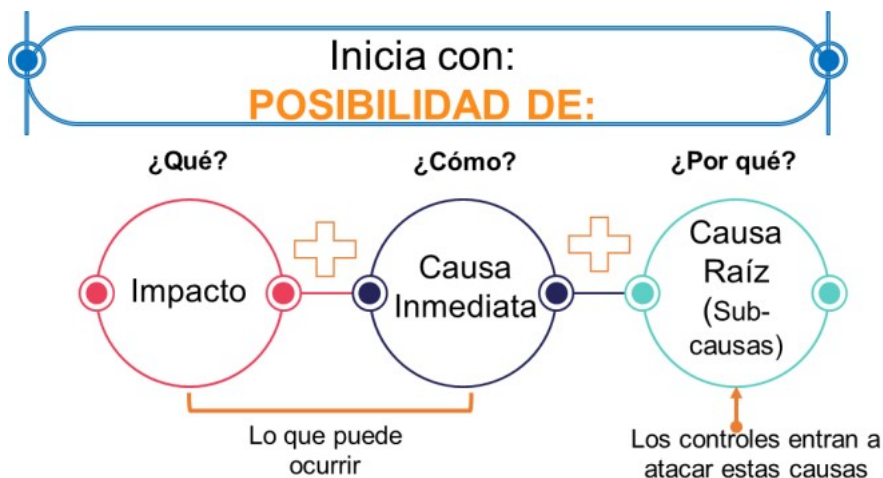 Inicia con:
POSIBILIDAD DE:
¿Qué?
¿Cómo?
¿Por qué?
Impacto
Causa
Inmediata
Causa
Raíz
(Sub-
causas)
Lo que puede
ocurrir
Los controles entran a
atacar estas causas